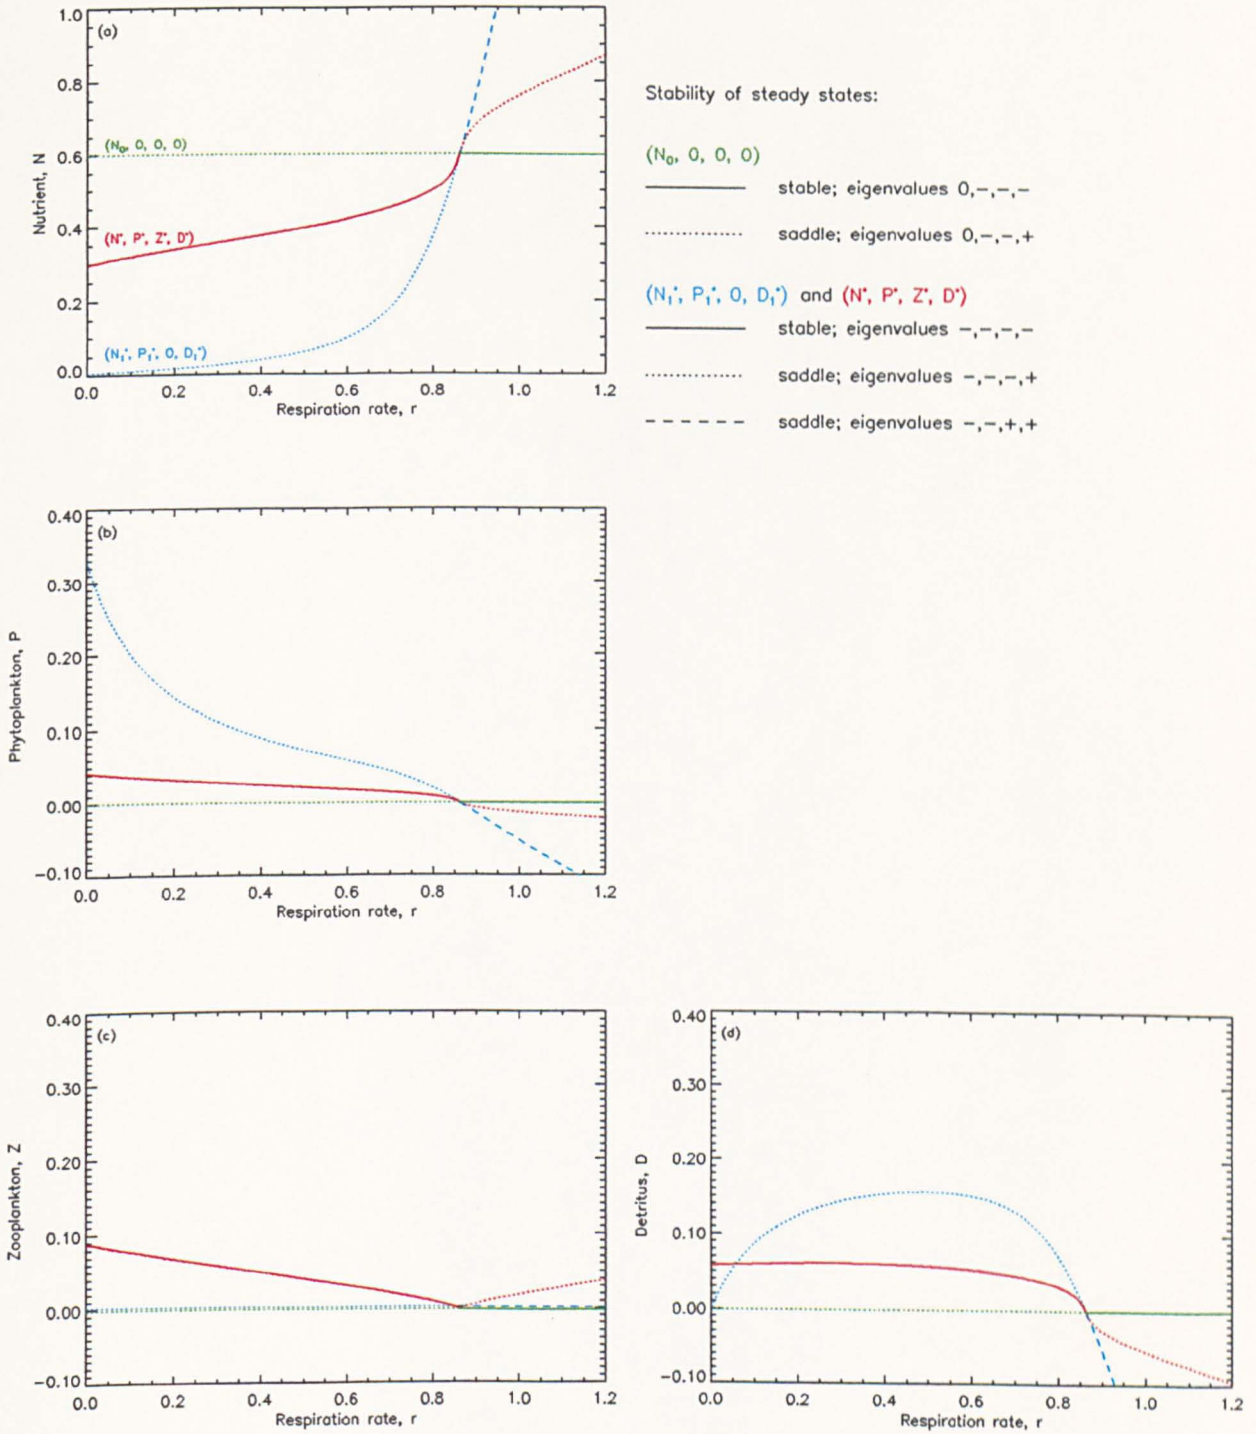 (a)
1.0
0.8
0.6
0.4
0.2
0.0
Nutrient, N
(N₀, 0, 0, 0)
(N*, P*, Z*, D*)
(N₁*, P₁*, 0, D₁*)
0.0 0.2 0.4 0.6 0.8 1.0 1.2
Respiration rate, r
Stability of steady states:
(N₀, 0, 0, 0)
stable; eigenvalues 0,-,-,-
saddle; eigenvalues 0,-,-,+
(N₁*, P₁*, 0, D₁*) and (N*, P*, Z*, D*)
stable; eigenvalues -,-,-,-
saddle; eigenvalues -,-,-,+
saddle; eigenvalues -,-,+,+
(b)
0.40
0.30
0.20
0.10
0.00
-0.10
Phytoplankton, P
0.0 0.2 0.4 0.6 0.8 1.0 1.2
Respiration rate, r
(c)
0.40
0.30
0.20
0.10
0.00
-0.10
Zooplankton, Z
0.0 0.2 0.4 0.6 0.8 1.0 1.2
Respiration rate, r
(d)
0.40
0.30
0.20
0.10
0.00
-0.10
Detritus, D
0.0 0.2 0.4 0.6 0.8 1.0 1.2
Respiration rate, r